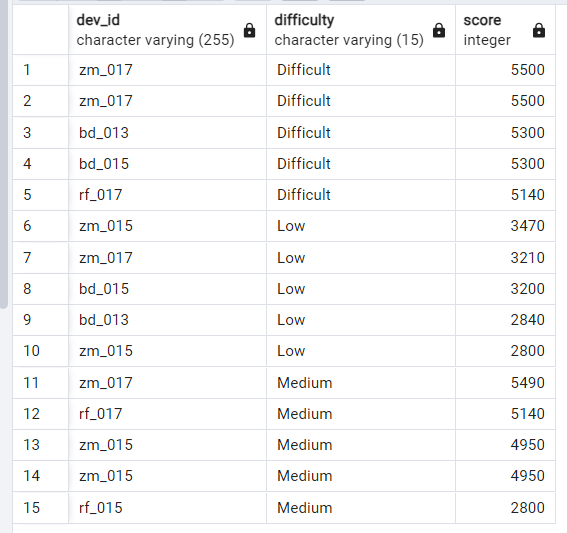 dev_id difficulty score
character varying (255) character varying (15) integer
1 zm_017 Difficult 5500
2 zm_017 Difficult 5500
3 bd_013 Difficult 5300
4 bd_015 Difficult 5300
5 rf_017 Difficult 5140
6 zm_015 Low 3470
7 zm_017 Low 3210
8 bd_015 Low 3200
9 bd_013 Low 2840
10 zm_015 Low 2800
11 zm_017 Medium 5490
12 rf_017 Medium 5140
13 zm_015 Medium 4950
14 zm_015 Medium 4950
15 rf_015 Medium 2800